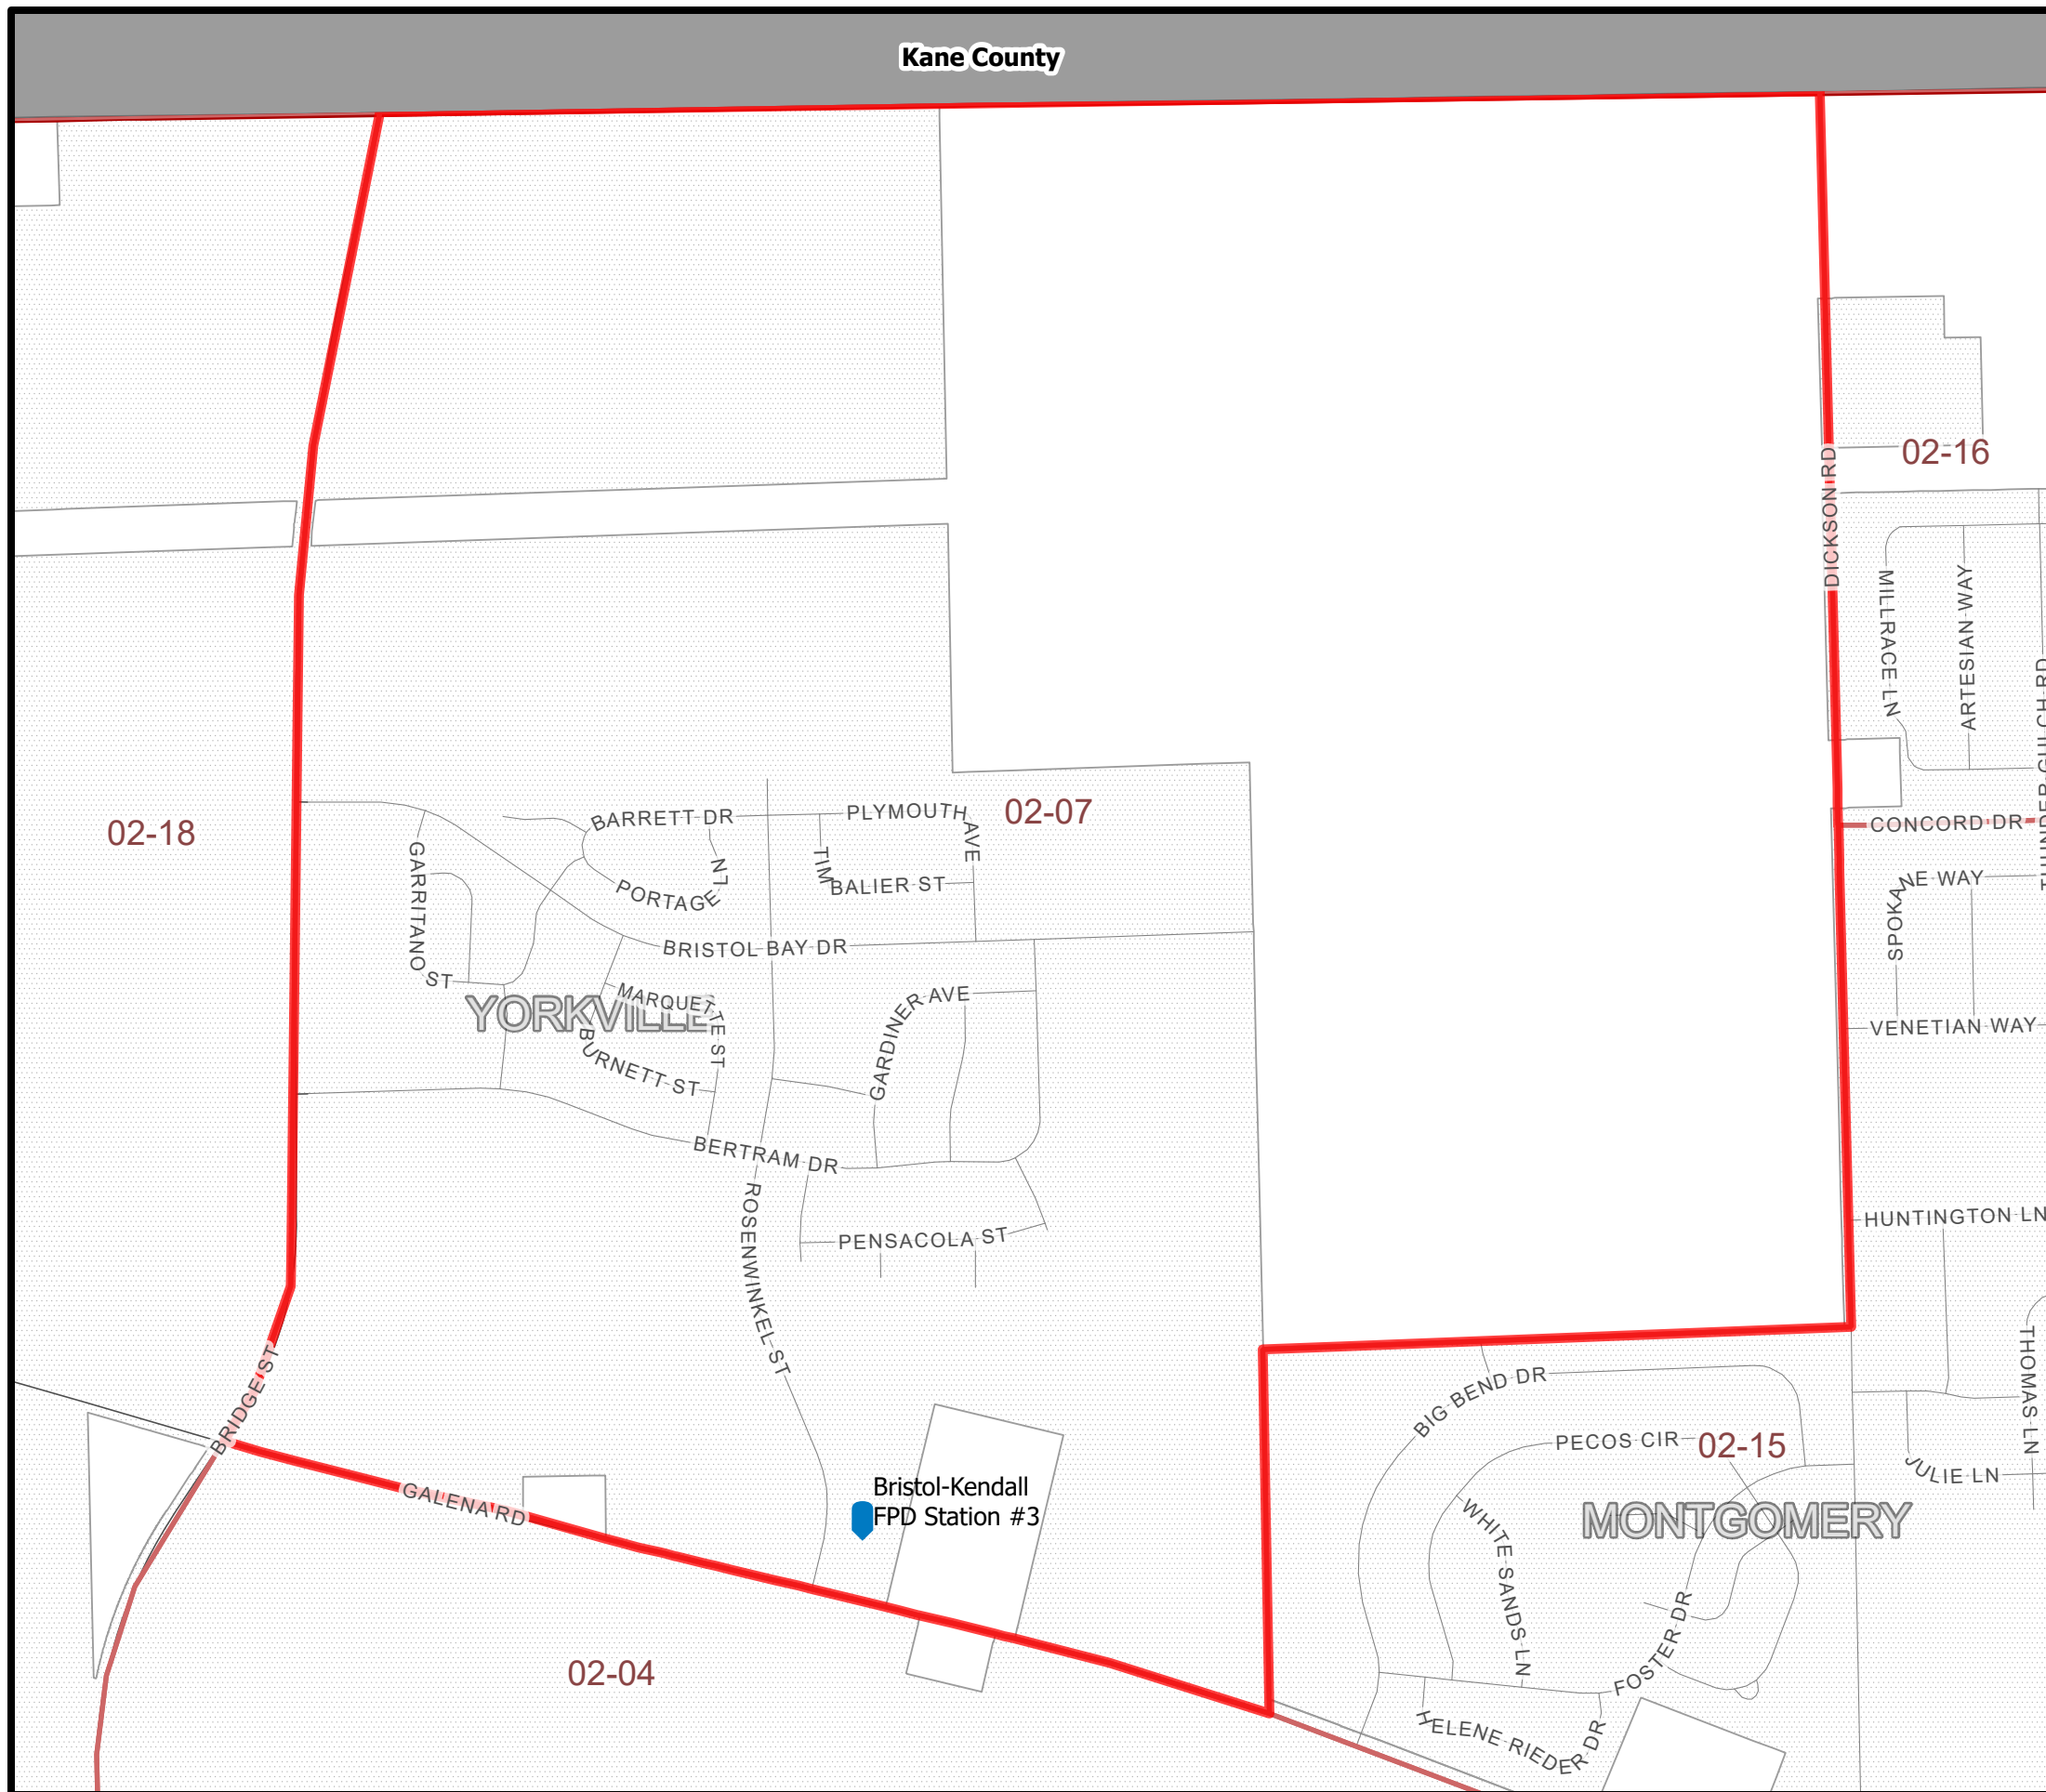 Kane County
02-16
DICKSON RD
MILLRACE LN
ARTESIAN WAY
THUNDER GULCH RD
02-18
02-07
BARRETT DR
PLYMOUTH AVE
CONCORD DR
GARRITANO ST
TIM
BALIER ST
PORTAGE LN
SPOKANE WAY
BRISTOL BAY DR
YORKVILLE
MARQUETTE ST
GARDINER AVE
VENETIAN WAY
BURNETT ST
BERTRAM DR
ROSENWINKEL ST
PENSACOLA ST
HUNTINGTON LN
BRIDGE ST
BIG BEND DR
THOMAS LN
PECOS CIR
02-15
JULIE LN
GALENA RD
Bristol-Kendall
FPD Station #3
WHITE SANDS LN
MONTGOMERY
FOSTER DR
02-04
HELENE RIEDER DR